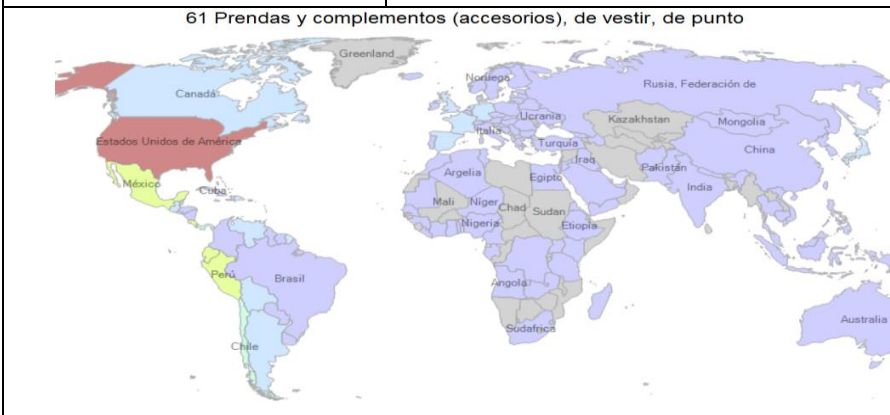 61 Prendas y complementos (accesorios), de vestir, de punto
Greenland
Noruega
Rusia, Federación de
Canadá
Ucrania
Kazakhstan
Mongolia
Italia
Estados Unidos de América
Turquía
China
Iraq
Argelia
Egipto
Pakistán
México
Cuba
India
Mali
Níger
Chad
Sudan
Nigeria
Etiopía
Perú
Brasil
Angola
Australia
Sudafrica
Chile